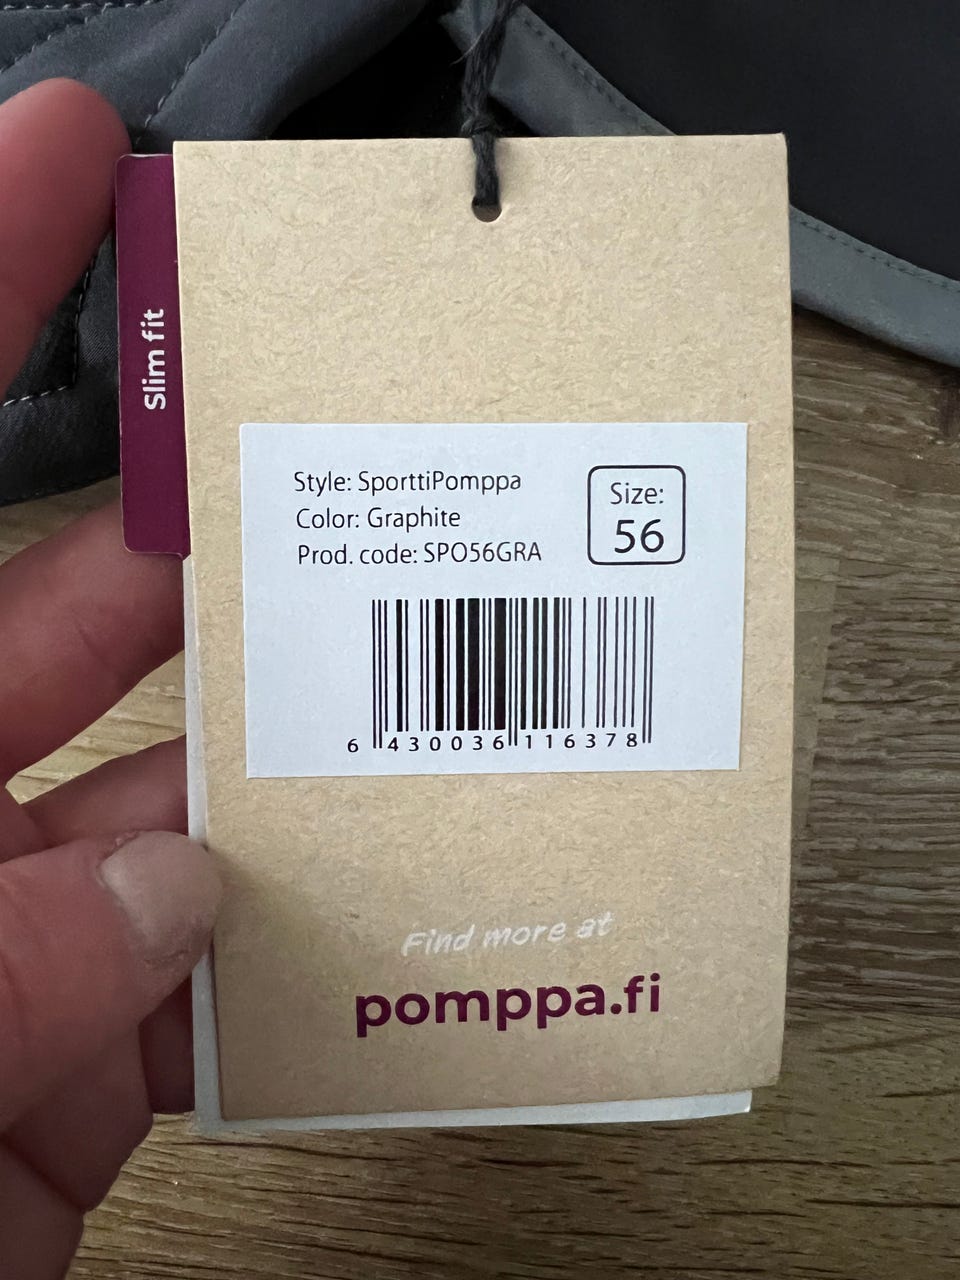 Slim fit
Style: SporttiPomppa
Color: Graphite
Prod. code: SPO56GRA
Size:
56
6 430036 116378
Find more at
pomppa.fi